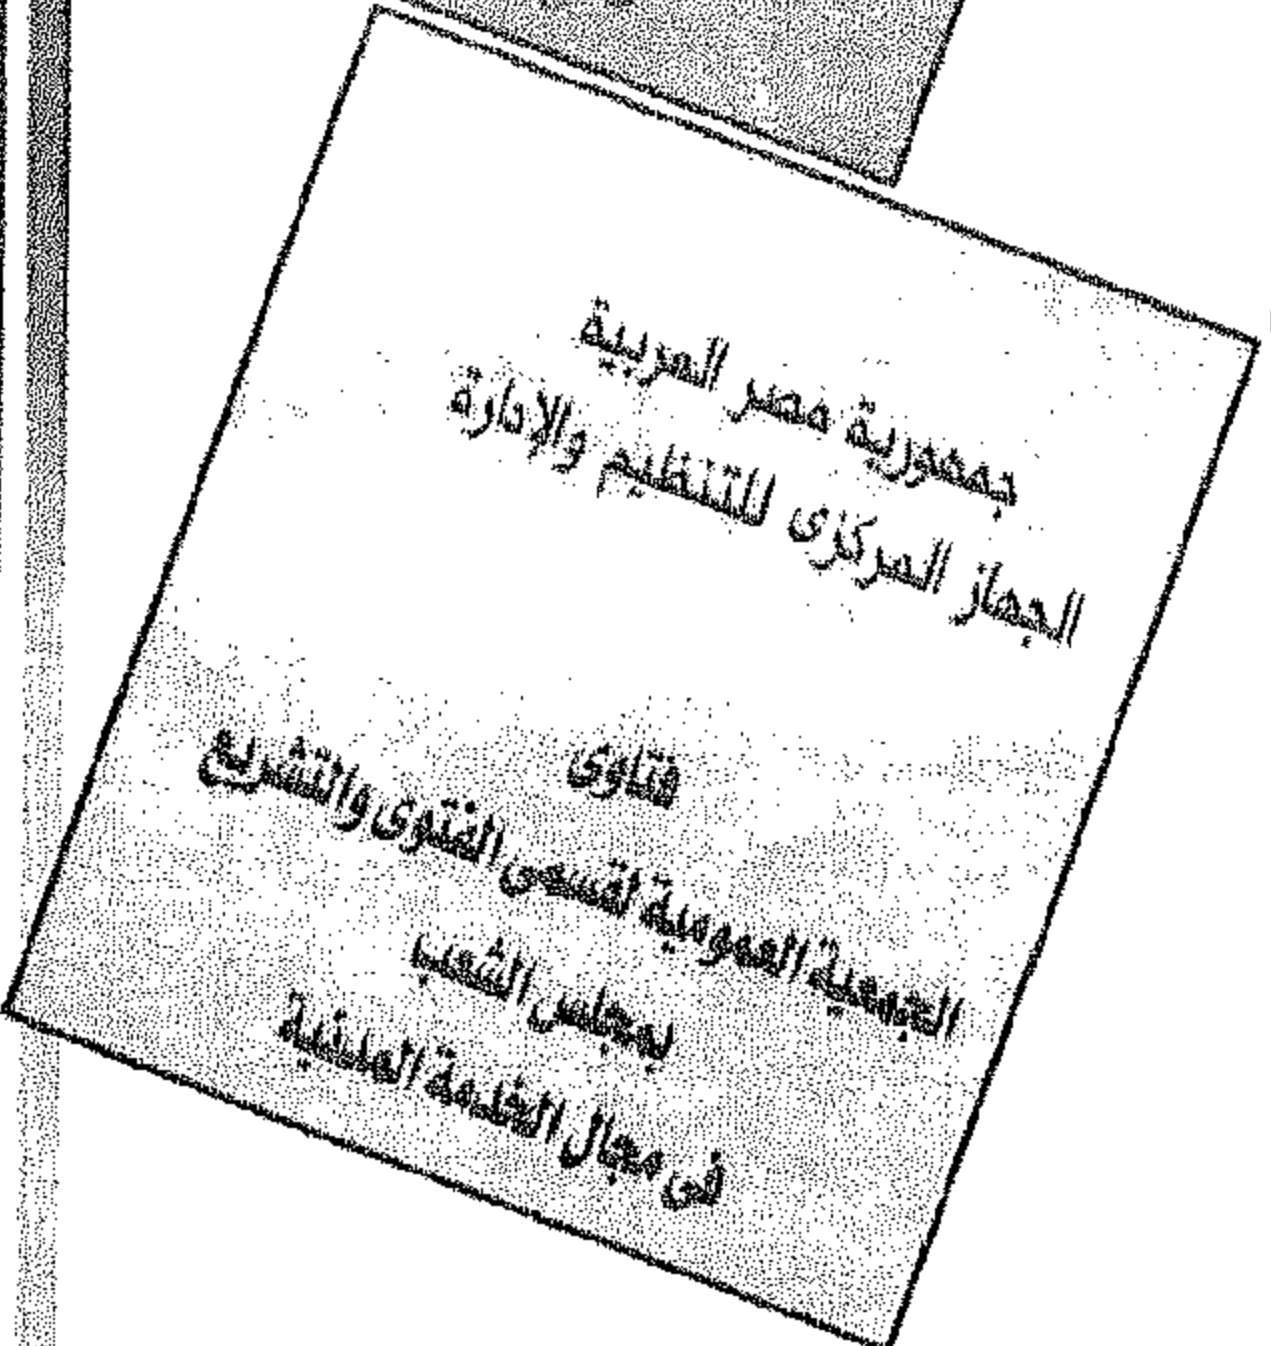 جمهورية مصر العربية
الجهاز المركزى للتنظيم والإدارة
فتاوى
الجمعية العمومية لقسمى الفتوى والتشريع
بمجلس الشعب
فى مجال الخدمة المدنية